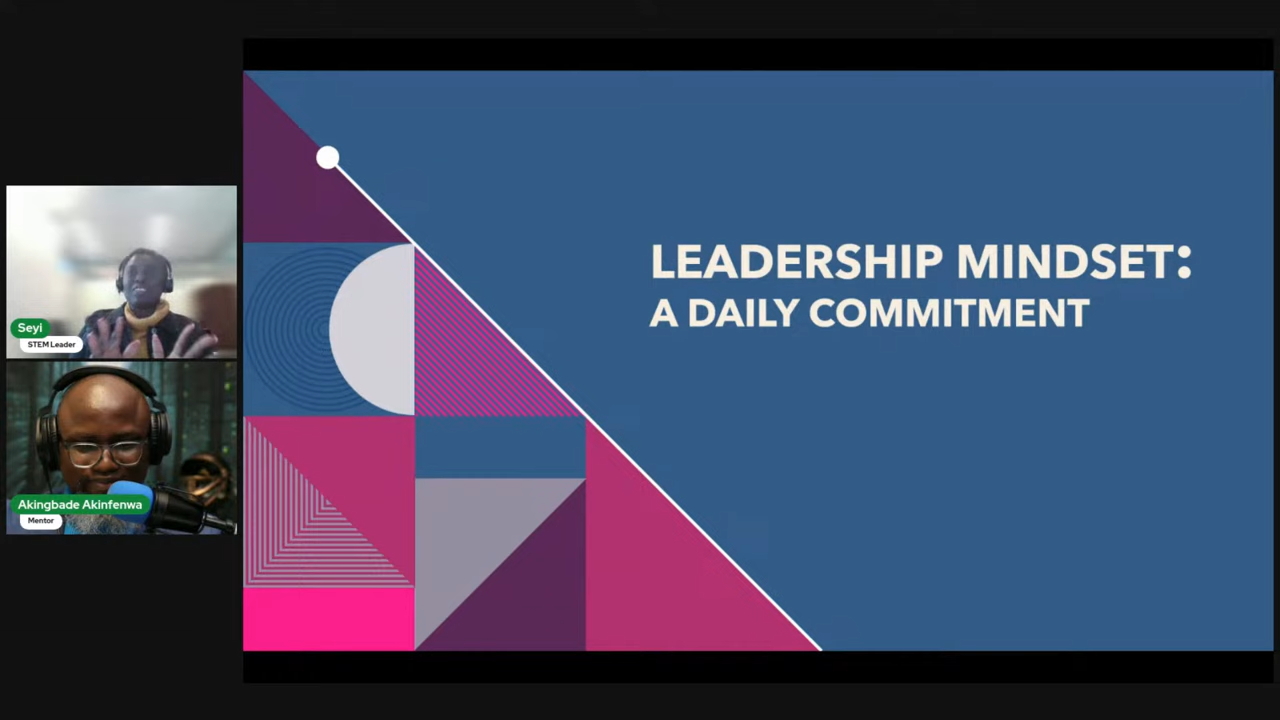 LEADERSHIP MINDSET:
A DAILY COMMITMENT
Seyi
STEM Leader
Akingbade Akinfenwa
Mentor